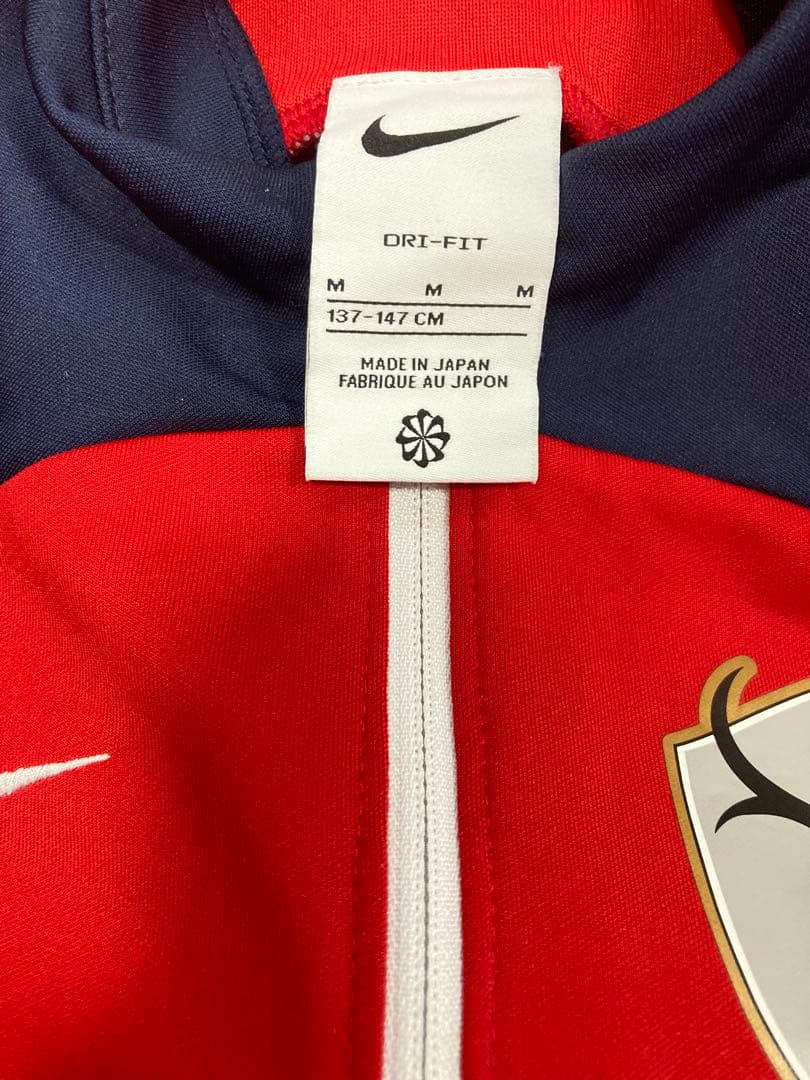 DRI-FIT
M M M
137-147 CM
MADE IN JAPAN
FABRIQUE AU JAPON